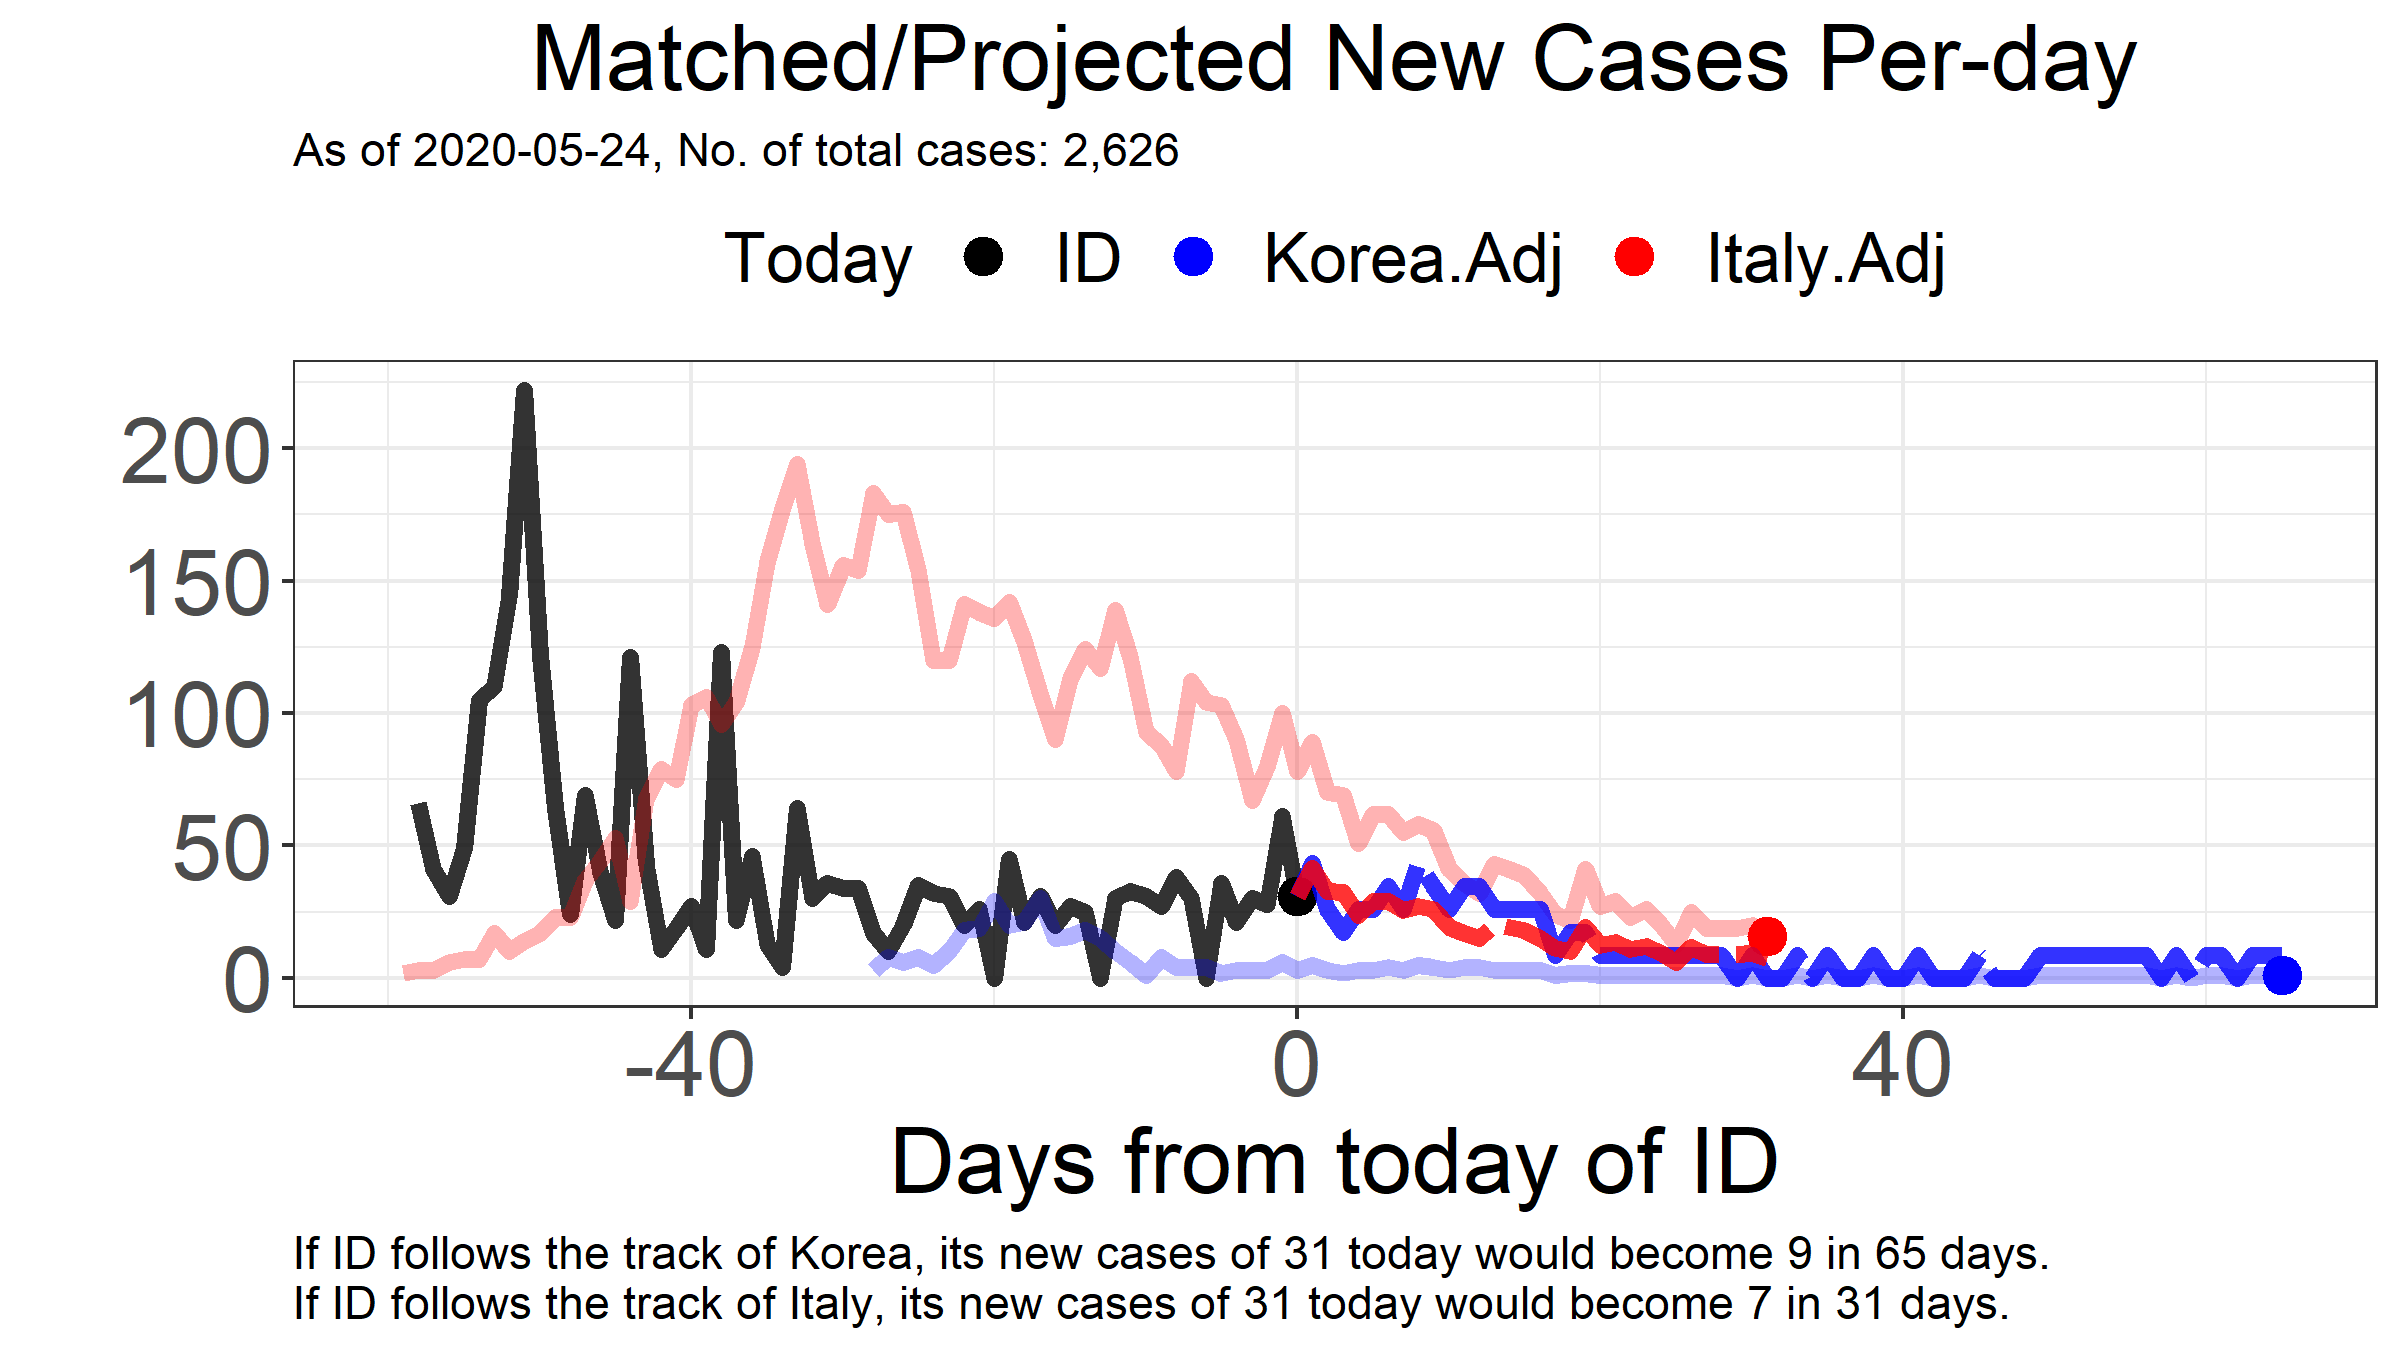 Matched/Projected New Cases Per-day
As of 2020-05-24, No. of total cases: 2,626
Today ID Korea.Adj Italy.Adj
200
150
100
50
0
-40 0 40
Days from today of ID
If ID follows the track of Korea, its new cases of 31 today would become 9 in 65 days.
If ID follows the track of Italy, its new cases of 31 today would become 7 in 31 days.